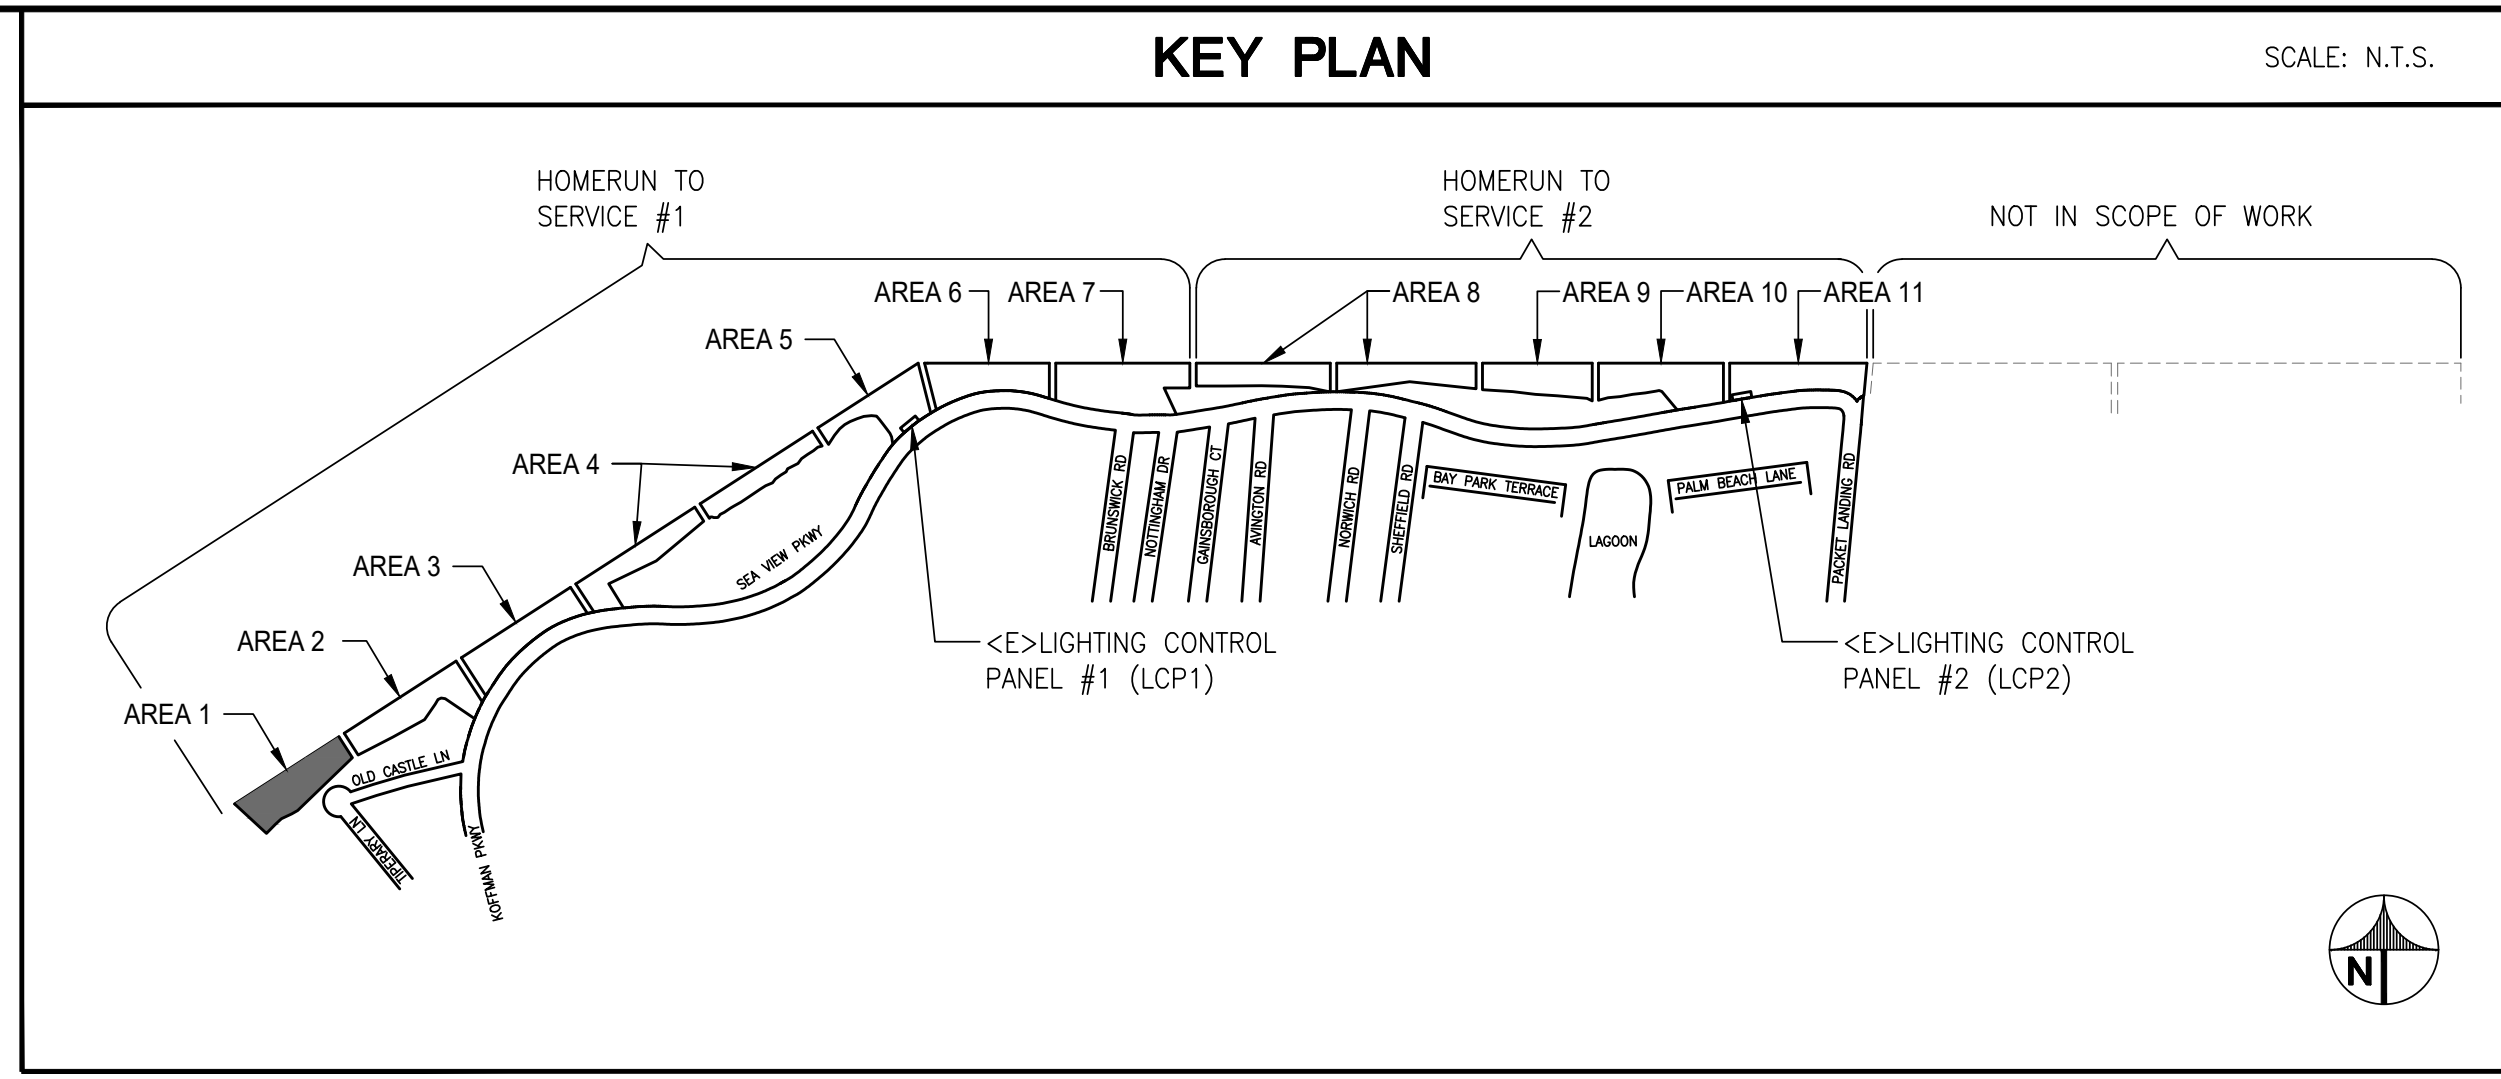 KEY PLAN
SCALE: N.T.S.
HOMERUN TO
SERVICE #1
HOMERUN TO
SERVICE #2
NOT IN SCOPE OF WORK
AREA 6
AREA 7
AREA 8
AREA 9
AREA 10
AREA 11
AREA 5
AREA 4
AREA 3
AREA 2
AREA 1
SEA VIEW PKWY
BRUNSWICK RD
NOTTINGHAM DR
GAINSBOROUGH CT
AVINGTON RD
NORWICH RD
SHEFFIELD RD
BAY PARK TERRACE
LAGOON
PALM BEACH LANE
PACKET LANDING RD
<E>LIGHTING CONTROL
PANEL #1 (LCP1)
<E>LIGHTING CONTROL
PANEL #2 (LCP2)
OLD CASTLE LN
TIPERARY LN
KOFFMAN PKWY
N